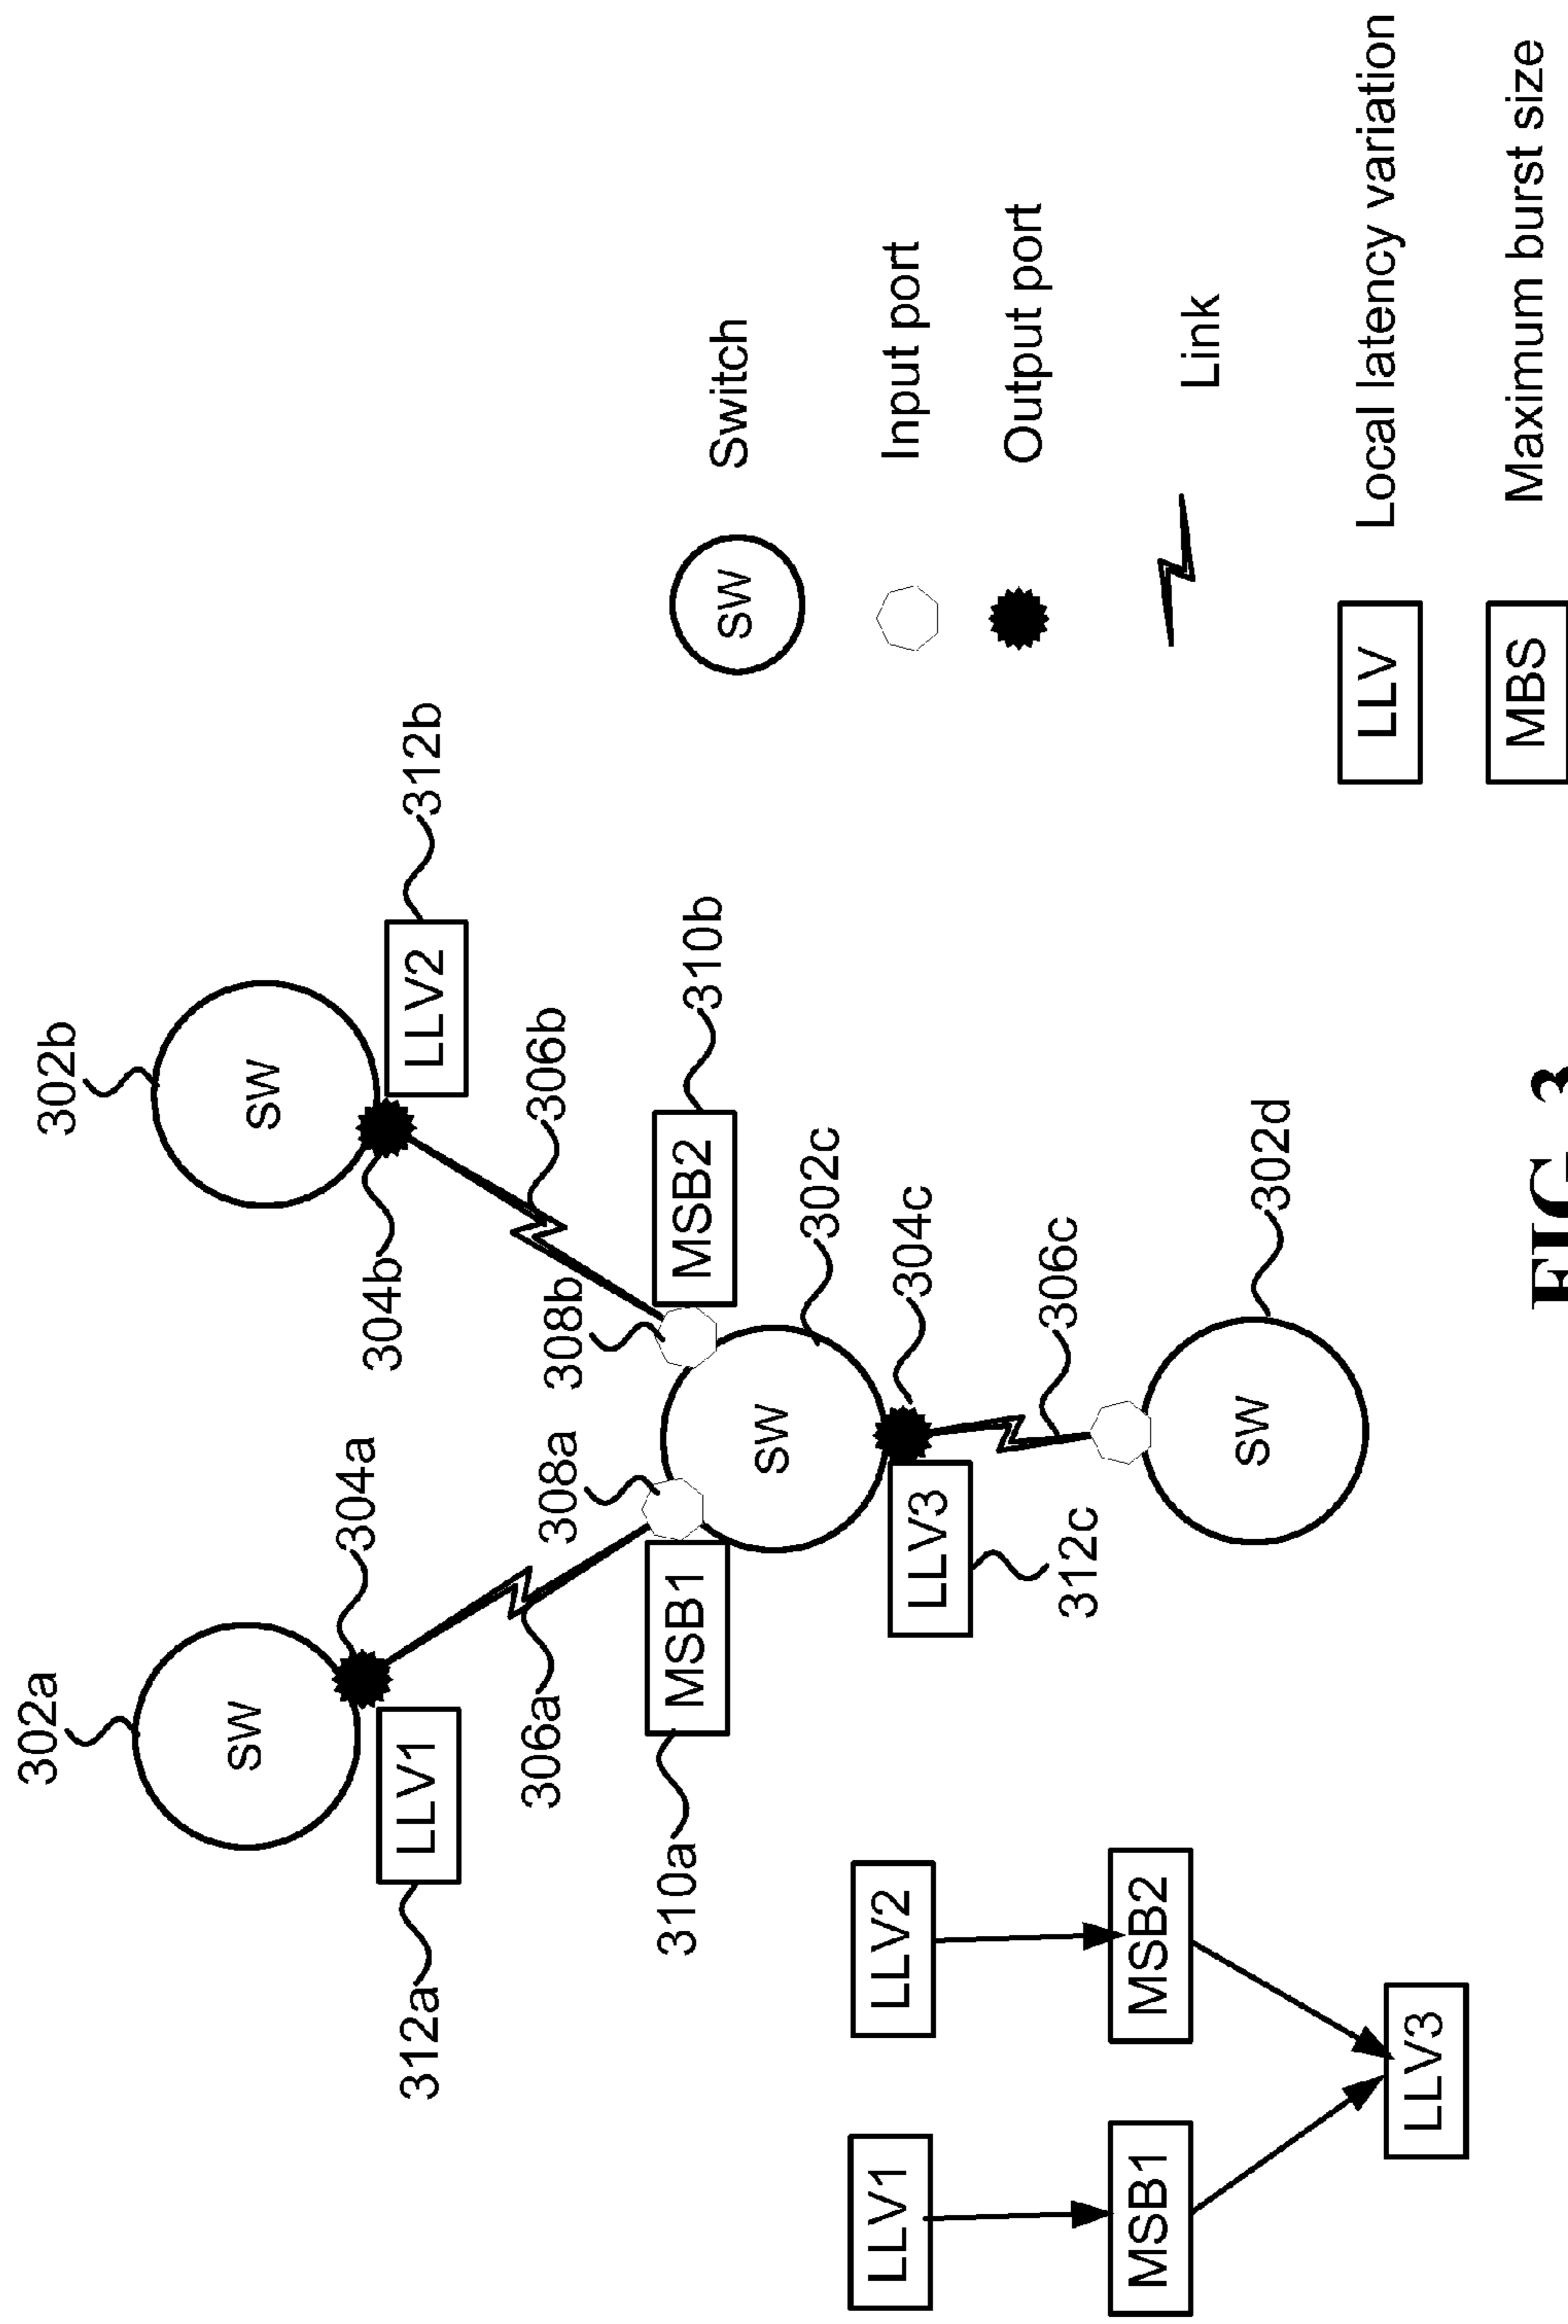 302a
SW
304a
LLV1
312a
302b
SW
304b
LLV2
312b
306a
306b
308a
308b
MSB1
310a
MSB2
310b
SW
302c
304c
LLV3
312c
306c
SW
302d
LLV1
LLV2
MSB1
MSB2
LLV3
SW
Switch
Input port
Output port
Link
LLV
Local latency variation
MBS
Maximum burst size
FIG. 3